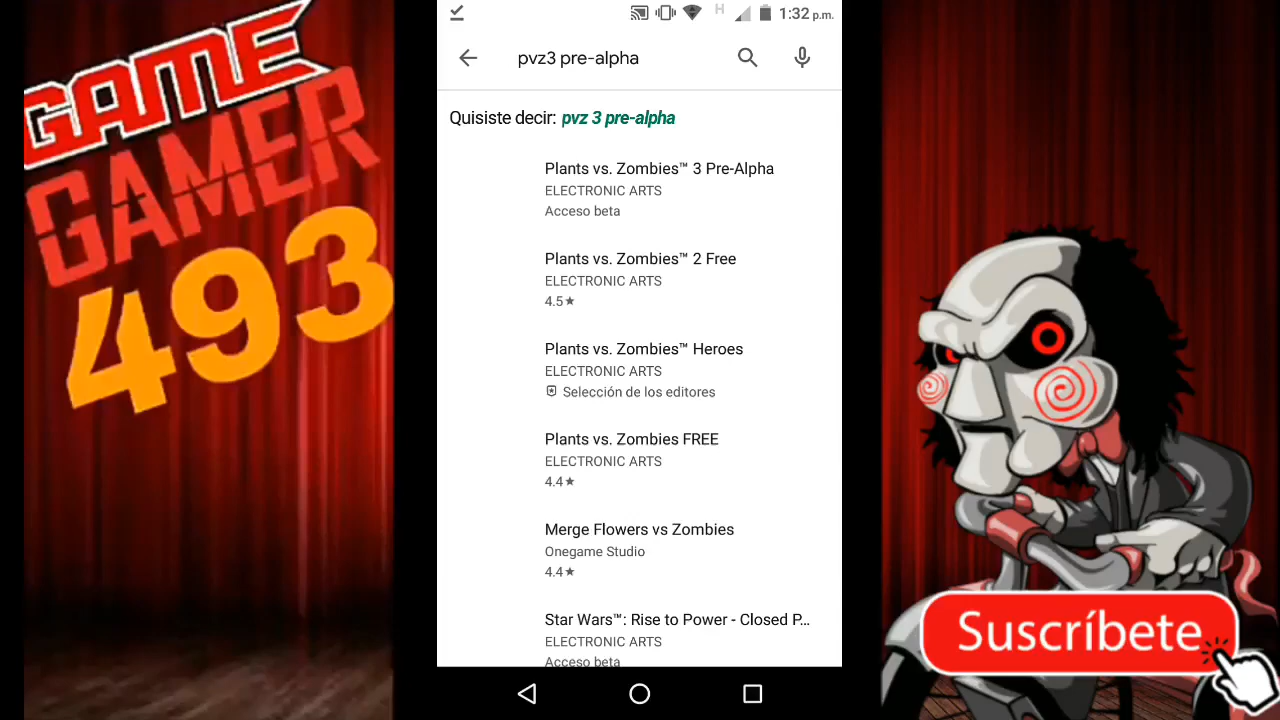 GAME
GAMER
493
1:32 p.m.
H
pvz3 pre-alpha
Quisiste decir: pvz 3 pre-alpha
Plants vs. Zombies™ 3 Pre-Alpha
ELECTRONIC ARTS
Acceso beta
Plants vs. Zombies™ 2 Free
ELECTRONIC ARTS
4.5★
Plants vs. Zombies™ Heroes
ELECTRONIC ARTS
Selección de los editores
Plants vs. Zombies FREE
ELECTRONIC ARTS
4.4★
Merge Flowers vs Zombies
Onegame Studio
4.4★
Star Wars™: Rise to Power - Closed P...
ELECTRONIC ARTS
Acceso beta
Suscríbete